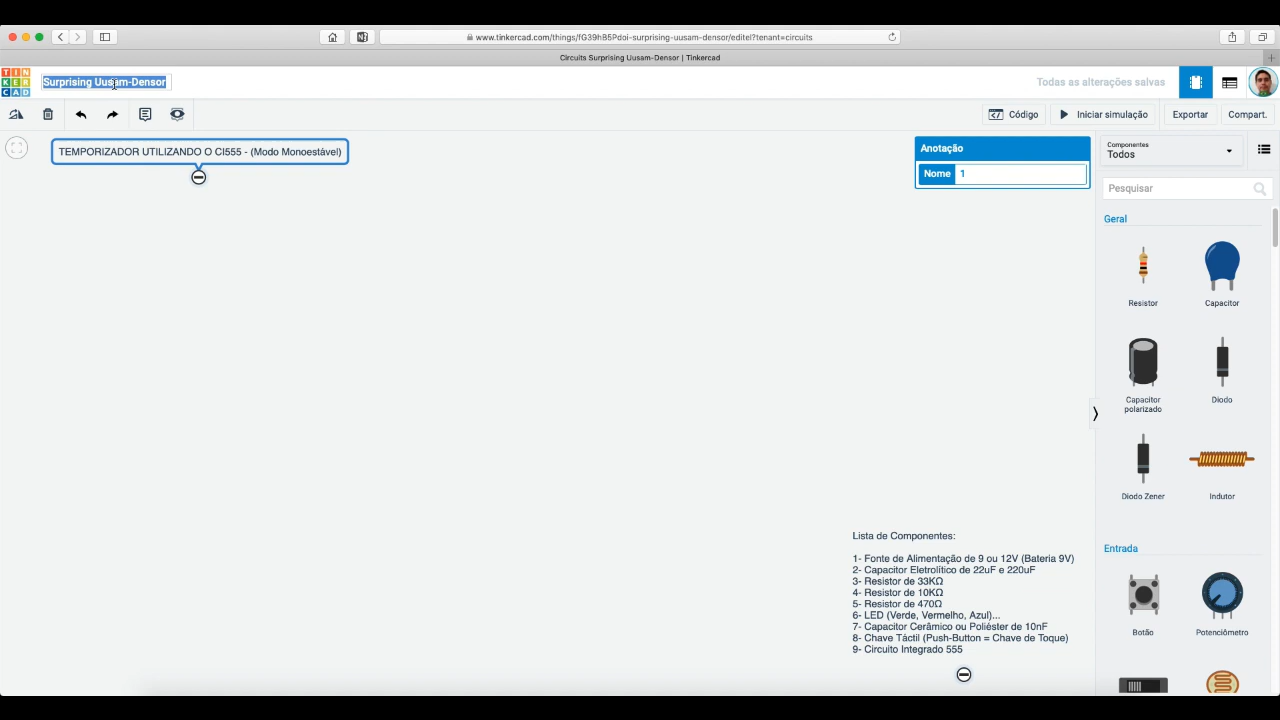 www.tinkercad.com/things/fG39hB5Pdoi-surprising-uusam-densor/editel?tenant=circuits
Circuits Surprising Uusam-Densor | Tinkercad
TIN
KER
CAD
Surprising Uusam-Densor
Todas as alterações salvas
Código
Iniciar simulação
Exportar
Compart.
TEMPORIZADOR UTILIZANDO O CI555 - (Modo Monoestável)
Anotação
Nome 1
Componentes
Todos
Pesquisar
Geral
Resistor
Capacitor
Capacitor
polarizado
Diodo
Diodo Zener
Indutor
Entrada
Botão
Potenciômetro
Lista de Componentes:
1- Fonte de Alimentação de 9 ou 12V (Bateria 9V)
2- Capacitor Eletrolítico de 22uF e 220uF
3- Resistor de 33KΩ
4- Resistor de 10KΩ
5- Resistor de 470Ω
6- LED (Verde, Vermelho, Azul)...
7- Capacitor Cerâmico ou Poliéster de 10nF
8- Chave Táctil (Push-Button = Chave de Toque)
9- Circuito Integrado 555